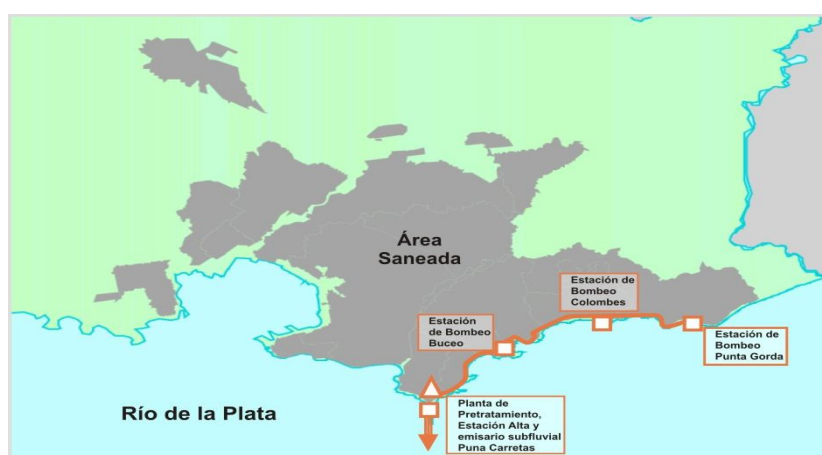 Área
Saneada
Estación de
Bombeo
Colombes
Estación
de Bombeo
Buceo
Estación de
Bombeo
Punta Gorda
Río de la Plata
Planta de
Pretratamiento,
Estación Alta y
emisario subfluvial
Puna Carretas